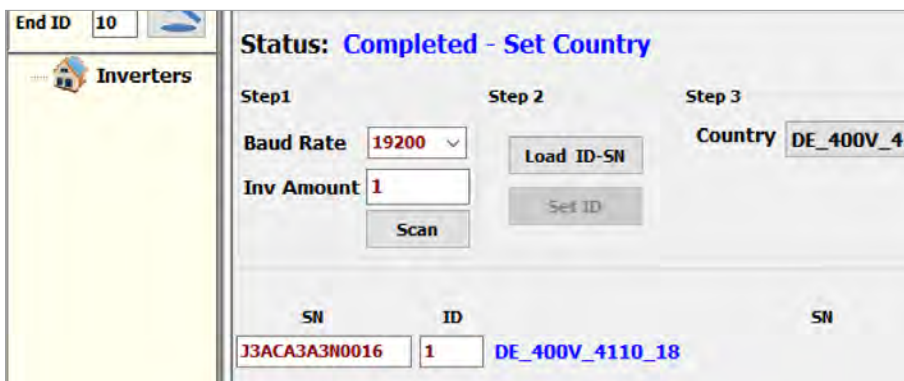 End ID 10
Inverters
Status: Completed - Set Country
Step1 Step 2 Step 3
Baud Rate 19200 Load ID-SN Country DE_400V_4
Inv Amount 1 Set ID
Scan
SN ID SN
J3ACA3A3N0016 1 DE_400V_4110_18